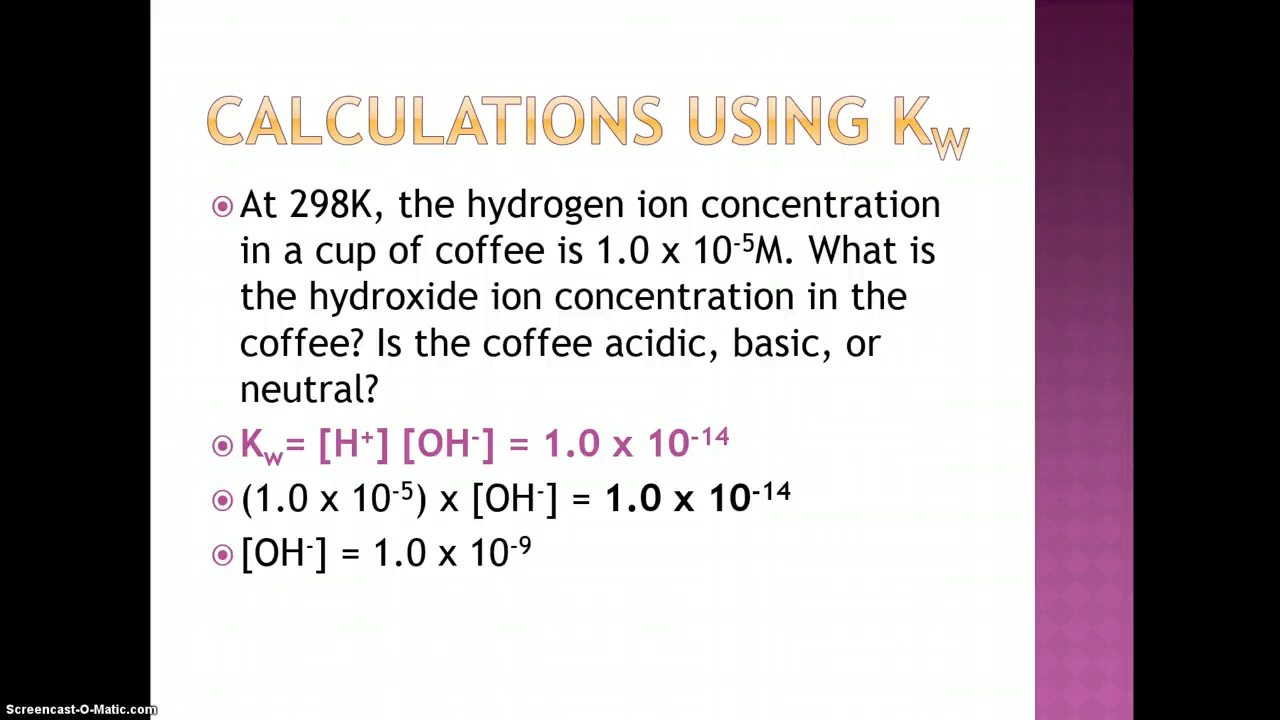 CALCULATIONS USING KW
At 298K, the hydrogen ion concentration
in a cup of coffee is 1.0 x 10⁻⁵M. What is
the hydroxide ion concentration in the
coffee? Is the coffee acidic, basic, or
neutral?
Kw= [H⁺] [OH⁻] = 1.0 x 10⁻¹⁴
(1.0 x 10⁻⁵) x [OH⁻] = 1.0 x 10⁻¹⁴
[OH⁻] = 1.0 x 10⁻⁹
Screencast-O-Matic.com